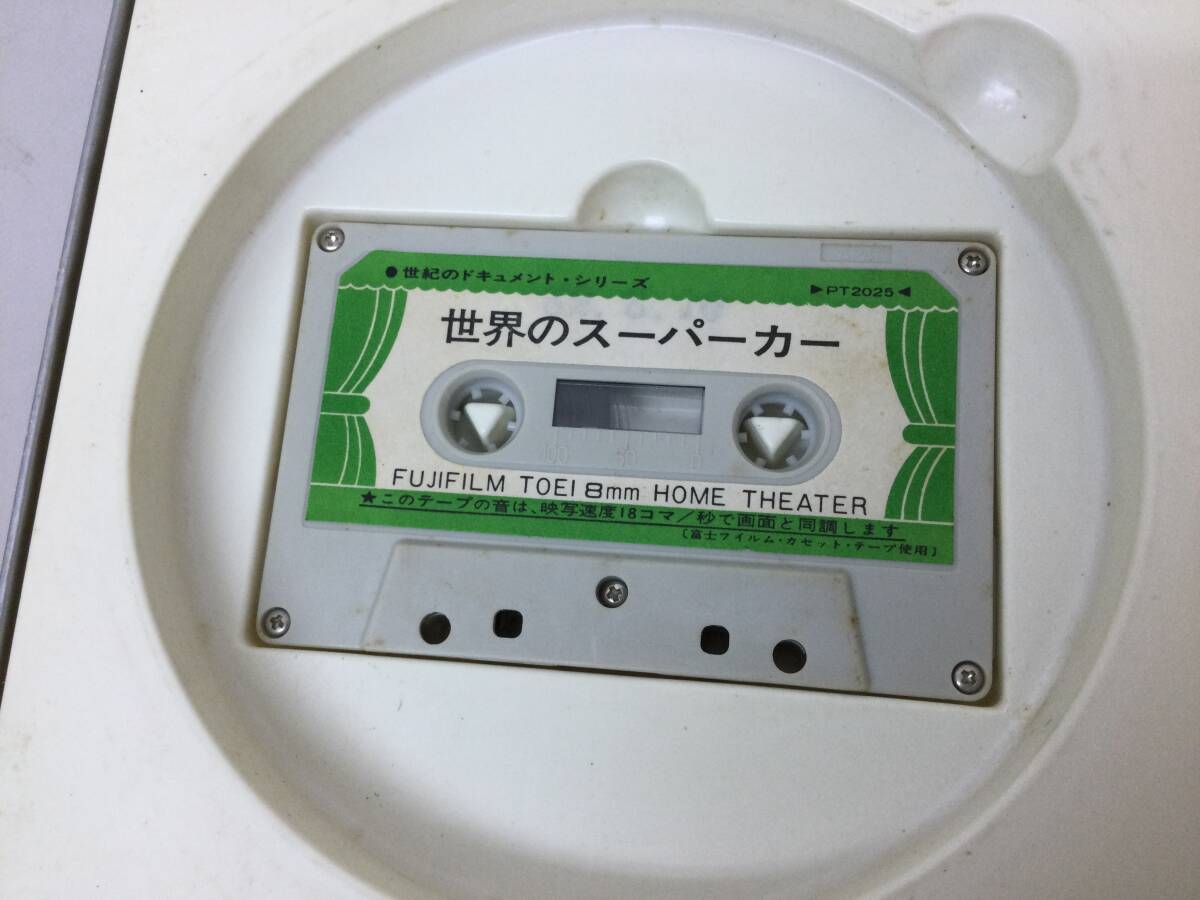 ●世紀のドキュメント・シリーズ
▶PT2025◀
世界のスーパーカー
100 50 0
FUJIFILM TOEI 8mm HOME THEATER
★このテープの音は、映写速度18コマ/秒で画面と同調します
〔富士フイルム・カセット・テープ使用〕